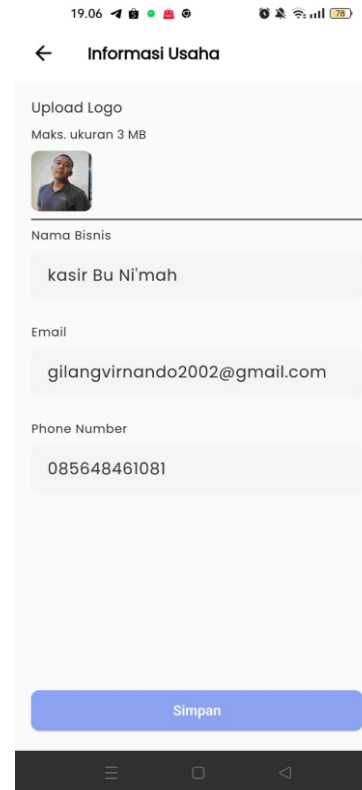 19.06
78
Informasi Usaha
Upload Logo
Maks. ukuran 3 MB
Nama Bisnis
kasir Bu Ni'mah
Email
gilangvirnando2002@gmail.com
Phone Number
085648461081
Simpan